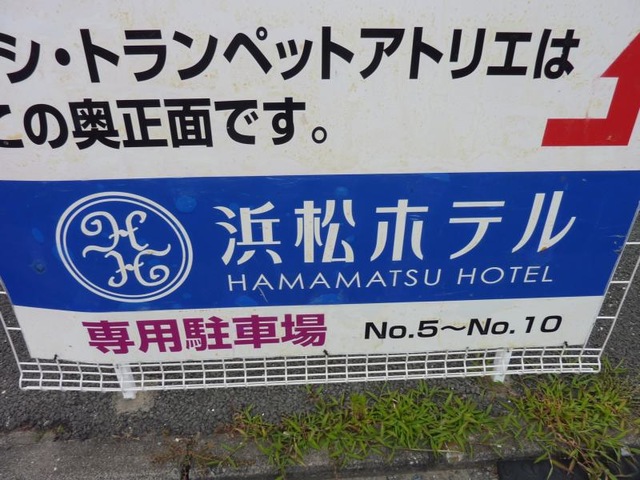 シ・トランペットアトリエは
この奥正面です。
浜松ホテル
HAMAMATSU HOTEL
専用駐車場 No.5～No.10